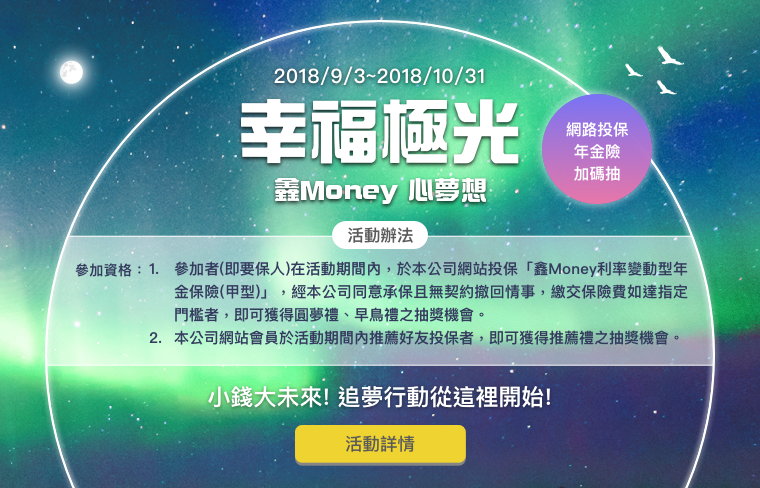 2018/9/3~2018/10/31
幸福極光
鑫Money 心夢想
網路投保
年金險
加碼抽
活動辦法
參加資格： 1. 參加者(即要保人)在活動期間內，於本公司網站投保「鑫Money利率變動型年
金保險(甲型)」，經本公司同意承保且無契約撤回情事，繳交保險費如達指定
門檻者，即可獲得圓夢禮、早鳥禮之抽獎機會。
2. 本公司網站會員於活動期間內推薦好友投保者，即可獲得推薦禮之抽獎機會。
小錢大未來! 追夢行動從這裡開始!
活動詳情